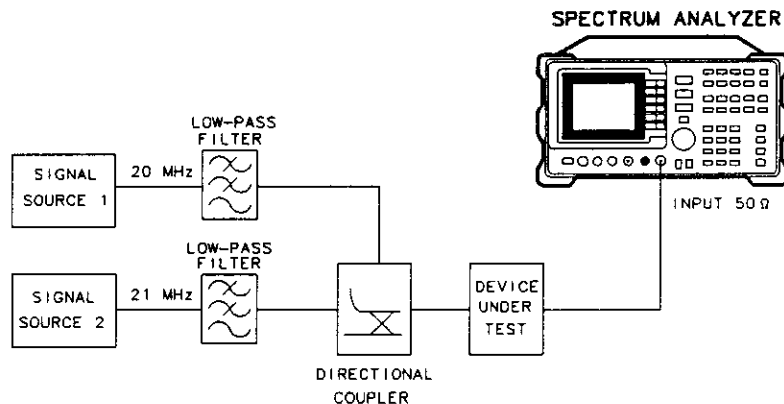 SPECTRUM ANALYZER
LOW-PASS
FILTER
SIGNAL
SOURCE 1
20 MHz
INPUT 50Ω
LOW-PASS
FILTER
SIGNAL
SOURCE 2
21 MHz
DEVICE
UNDER
TEST
DIRECTIONAL
COUPLER